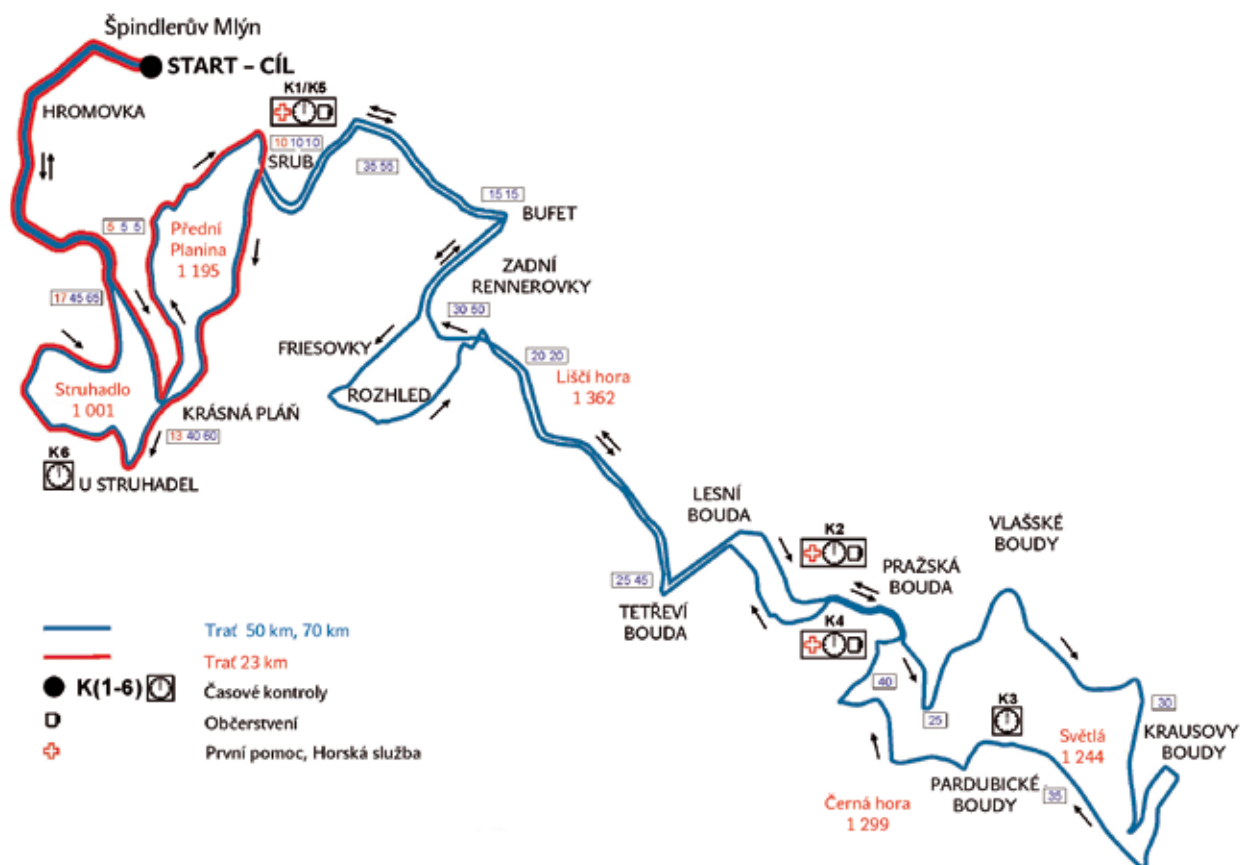 Špindlerův Mlýn
START – CÍL
HROMOVKA
K1/K5
10 10 10
SRUB
35 55
15 15
BUFET
5 5 5
Přední
Planina
1 195
ZADNÍ
RENNEROVKY
17 45 65
30 50
FRIESOVKY
20 20
Liščí hora
1 362
ROZHLED
Struhadlo
1 001
KRÁSNÁ PLÁŇ
13 40 60
K6
U STRUHADEL
LESNÍ
BOUDA
VLAŠSKÉ
BOUDY
K2
PRAŽSKÁ
BOUDA
25 45
TETŘEVÍ
BOUDA
K4
40
25
K3
30
KRAUSOVY
BOUDY
Světlá
1 244
PARDUBICKÉ
BOUDY
35
Černá hora
1 299
Trať 50 km, 70 km
Trať 23 km
K(1-6)
Časové kontroly
Občerstvení
První pomoc, Horská služba